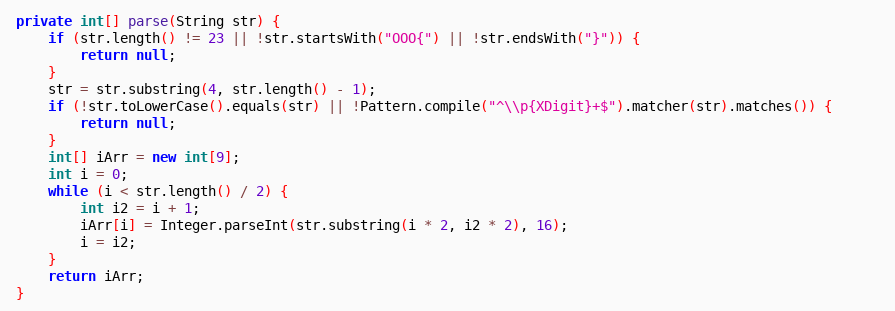 private int[] parse(String str) {
    if (str.length() != 23 || !str.startsWith("OOO{") || !str.endsWith("}")) {
        return null;
    }
    str = str.substring(4, str.length() - 1);
    if (!str.toLowerCase().equals(str) || !Pattern.compile("^\\p{XDigit}+$").matcher(str).matches()) {
        return null;
    }
    int[] iArr = new int[9];
    int i = 0;
    while (i < str.length() / 2) {
        int i2 = i + 1;
        iArr[i] = Integer.parseInt(str.substring(i * 2, i2 * 2), 16);
        i = i2;
    }
    return iArr;
}